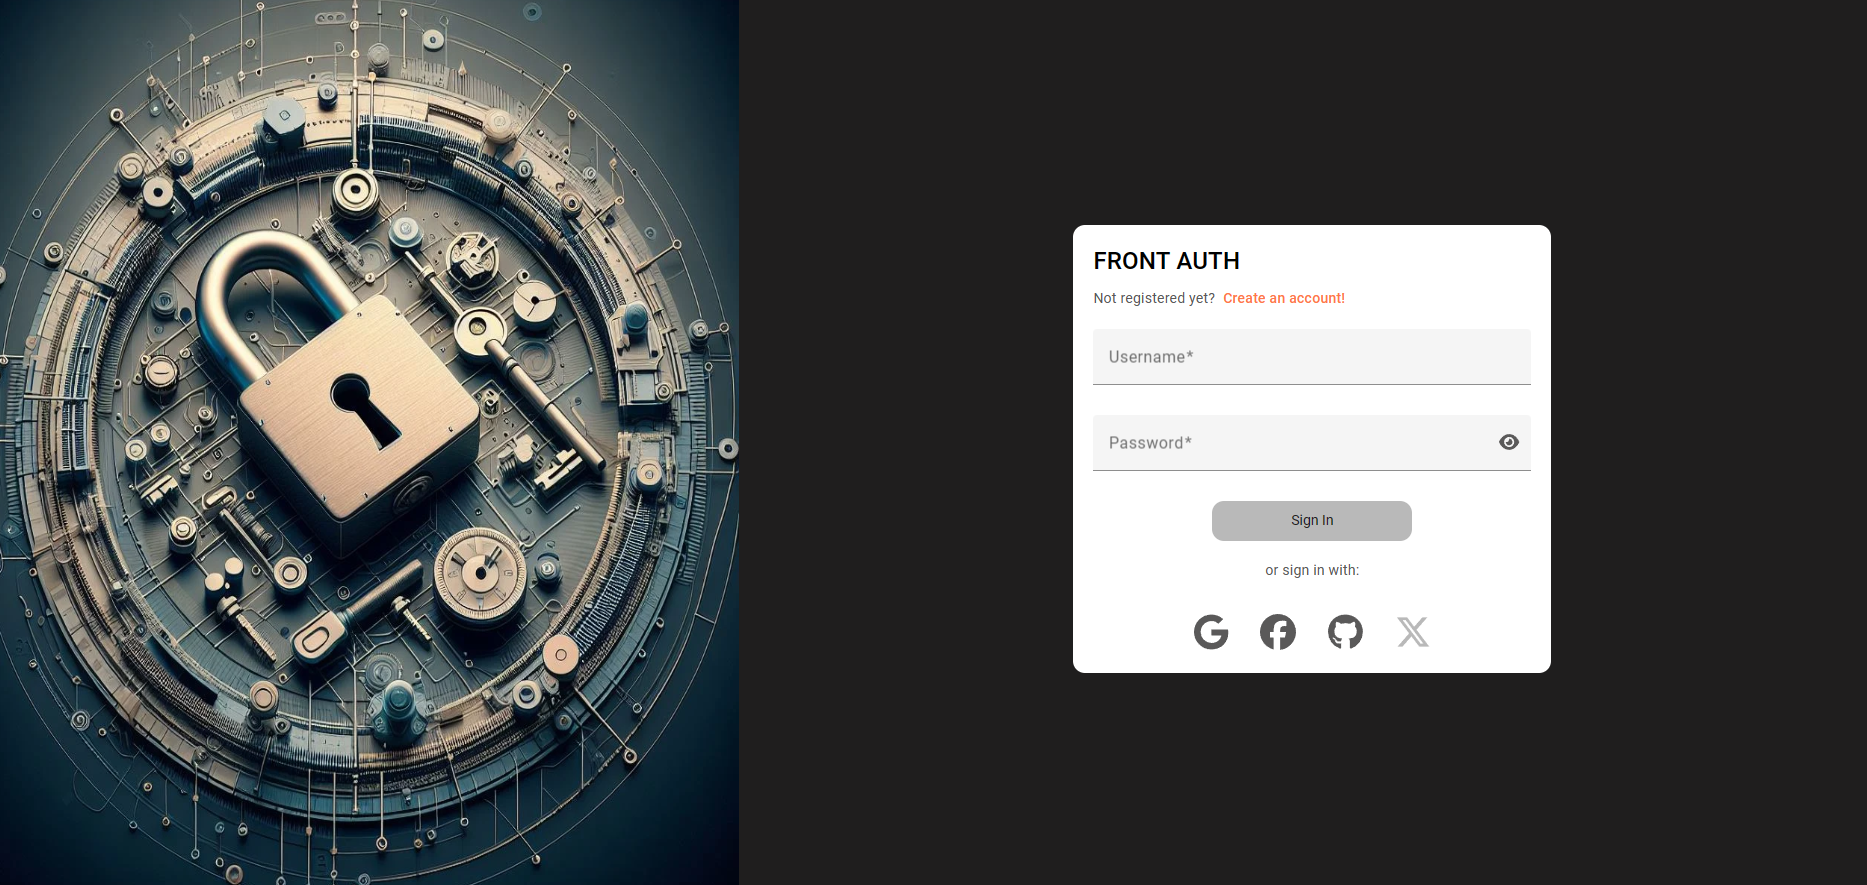 FRONT AUTH
Not registered yet? Create an account!
Username*
Password*
Sign In
or sign in with: